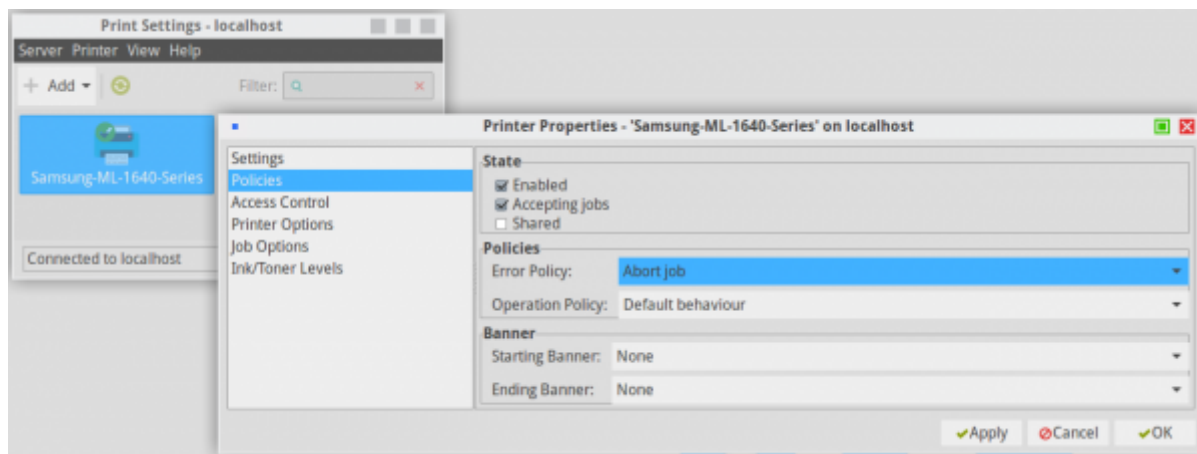 Print Settings - localhost
Server Printer View Help
Add
Filter:
Samsung-ML-1640-Series
Connected to localhost
Printer Properties - 'Samsung-ML-1640-Series' on localhost
Settings
Policies
Access Control
Printer Options
Job Options
Ink/Toner Levels
State
Enabled
Accepting jobs
Shared
Policies
Error Policy: Abort job
Operation Policy: Default behaviour
Banner
Starting Banner: None
Ending Banner: None
Apply Cancel OK